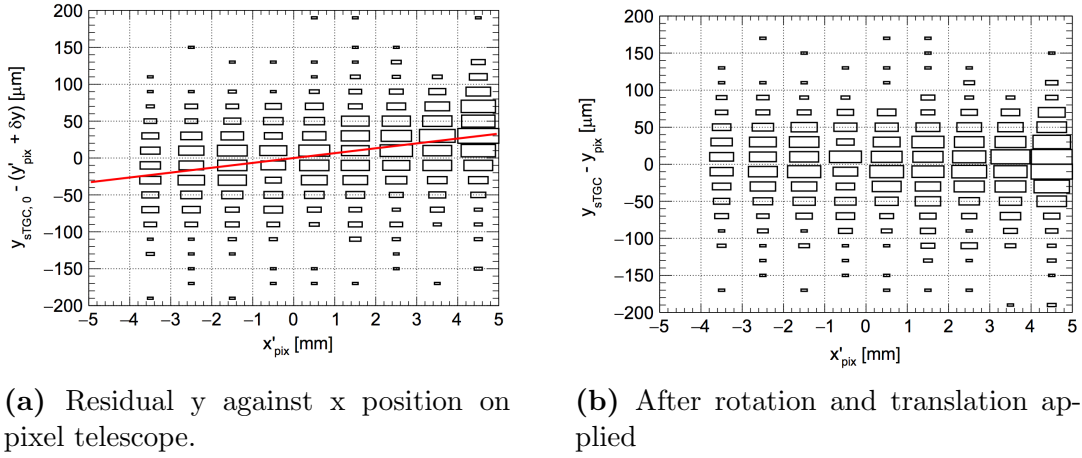 200
150
100
50
0
−50
−100
−150
−200
y_sTGC, 0 - (y'_pix + δy) [μm]
−5 −4 −3 −2 −1 0 1 2 3 4 5
x'_pix [mm]
(a) Residual y against x position on
pixel telescope.
200
150
100
50
0
−50
−100
−150
−200
y_sTGC - y_pix [μm]
−5 −4 −3 −2 −1 0 1 2 3 4 5
x'_pix [mm]
(b) After rotation and translation ap-
plied